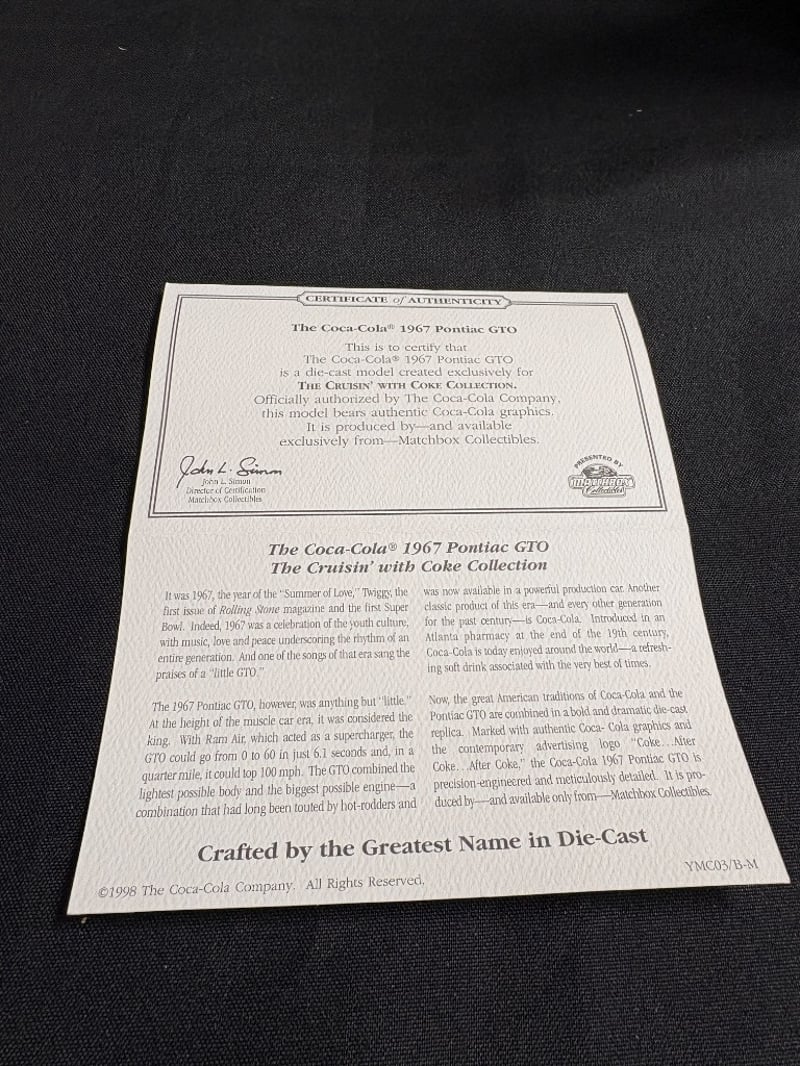 CERTIFICATE of AUTHENTICITY
The Coca-Cola® 1967 Pontiac GTO
This is to certify that
The Coca-Cola® 1967 Pontiac GTO
is a die-cast model created exclusively for
THE CRUISIN' WITH COKE COLLECTION.
Officially authorized by The Coca-Cola Company,
this model bears authentic Coca-Cola graphics.
It is produced by—and available
exclusively from—Matchbox Collectibles.
John L. Simon
John L. Simon
Director of Certification
Matchbox Collectibles
PRESENTED BY
MATCHBOX
Collectibles
The Coca-Cola® 1967 Pontiac GTO
The Cruisin' with Coke Collection
It was 1967, the year of the "Summer of Love," Twiggy, the
first issue of Rolling Stone magazine and the first Super
Bowl. Indeed, 1967 was a celebration of the youth culture,
with music, love and peace underscoring the rhythm of an
entire generation. And one of the songs of that era sang the
praises of a "little GTO."
The 1967 Pontiac GTO, however, was anything but "little."
At the height of the muscle car era, it was considered the
king. With Ram Air, which acted as a supercharger, the
GTO could go from 0 to 60 in just 6.1 seconds and, in a
quarter mile, it could top 100 mph. The GTO combined the
lightest possible body and the biggest possible engine—a
combination that had long been touted by hot-rodders and
was now available in a powerful production car. Another
classic product of this era—and every other generation
for the past century—is Coca-Cola. Introduced in an
Atlanta pharmacy at the end of the 19th century,
Coca-Cola is today enjoyed around the world—a refresh-
ing soft drink associated with the very best of times.
Now, the great American traditions of Coca-Cola and the
Pontiac GTO are combined in a bold and dramatic die-cast
replica. Marked with authentic Coca- Cola graphics and
the contemporary advertising logo "Coke...After
Coke...After Coke," the Coca-Cola 1967 Pontiac GTO is
precision-engineered and meticulously detailed. It is pro-
duced by—and available only from—Matchbox Collectibles.
Crafted by the Greatest Name in Die-Cast
©1998 The Coca-Cola Company. All Rights Reserved.
YMC03/B-M